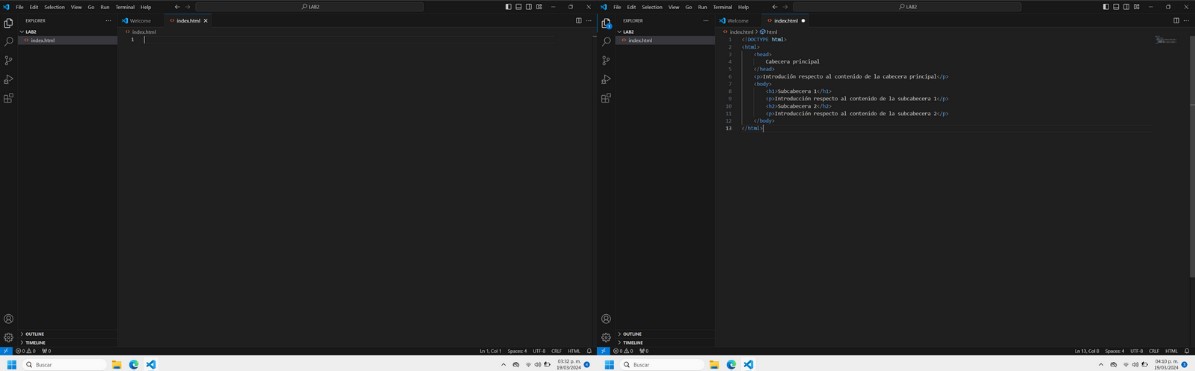 File Edit Selection View Go Run Terminal Help
LAB2
EXPLORER
LAB2
index.html
Welcome
index.html
index.html
1
OUTLINE
TIMELINE
0 0 0
Ln 1, Col 1 Spaces: 4 UTF-8 CRLF HTML
Buscar
03:32 p. m.
19/03/2024
File Edit Selection View Go Run Terminal Help
LAB2
EXPLORER
LAB2
index.html
Welcome
index.html
index.html > html
1 <!DOCTYPE html>
2 <html>
3 <head>
4 Cabecera principal
5 </head>
6 <p>Introdución respecto al contenido de la cabecera principal</p>
7 <body>
8 <h1>Subcabecera 1</h1>
9 <p>Introducción respecto al contenido de la subcabecera 1</p>
10 <h2>Subcabecera 2</h2>
11 <p>Introducción respecto al contenido de la subcabecera 2</p>
12 </body>
13 </html>
OUTLINE
TIMELINE
0 0 0
Ln 13, Col 8 Spaces: 4 UTF-8 CRLF HTML
Buscar
19/03/2024